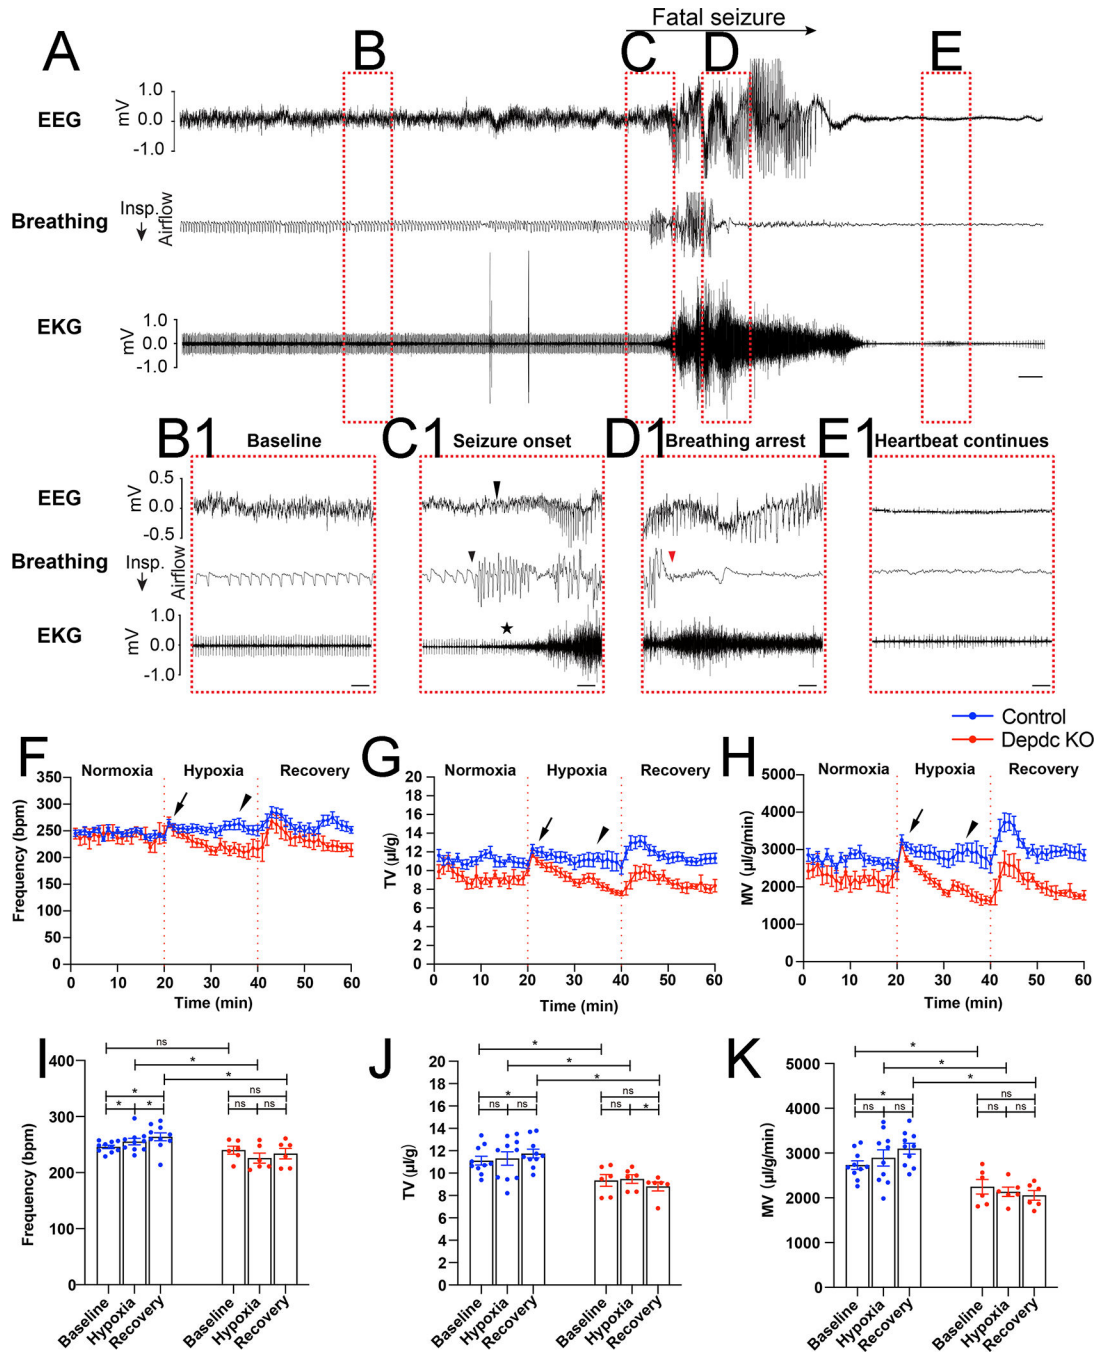 Fatal seizure
A
B
C
D
E
EEG
mV
1.0
0.0
-1.0
Breathing
Insp.
Airflow
EKG
mV
1.0
0.0
-1.0
B1
Baseline
C1
Seizure onset
D1
Breathing arrest
E1
Heartbeat continues
EEG
mV
0.5
-0.5
Breathing
Insp.
Airflow
EKG
mV
1.0
0.0
-1.0
★
Control
Depdc KO
F
Normoxia
Hypoxia
Recovery
Frequency (bpm)
350
300
250
200
150
100
50
0
0 10 20 30 40 50 60
Time (min)
G
Normoxia
Hypoxia
Recovery
TV (µl/g)
20
18
16
14
12
10
8
6
4
2
0
0 10 20 30 40 50 60
Time (min)
H
Normoxia
Hypoxia
Recovery
MV (µl/g/min)
5000
4000
3000
2000
1000
0
0 10 20 30 40 50 60
Time (min)
I
Frequency (bpm)
400
300
200
100
0
ns
*
*
* ns
* * ns ns
Baseline
Hypoxia
Recovery
Baseline
Hypoxia
Recovery
J
TV (µl/g)
20
18
16
14
12
10
8
6
4
2
0
*
*
*
* ns
ns ns ns *
Baseline
Hypoxia
Recovery
Baseline
Hypoxia
Recovery
K
MV (µl/g/min)
5000
4000
3000
2000
1000
0
*
*
*
* ns
ns ns ns ns
Baseline
Hypoxia
Recovery
Baseline
Hypoxia
Recovery